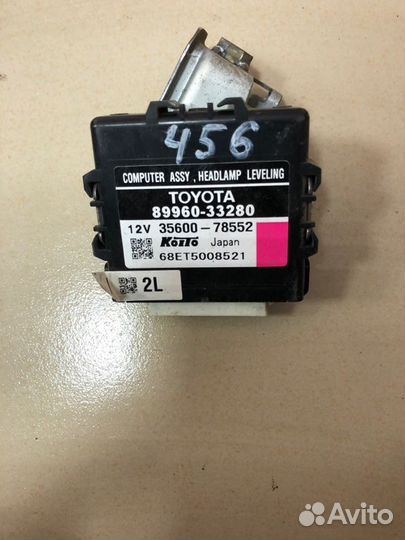 456
COMPUTER ASSY, HEADLAMP LEVELING
TOYOTA
89960-33280
12V 35600-78552
KOITO Japan
68ET5008521
2L
Avito